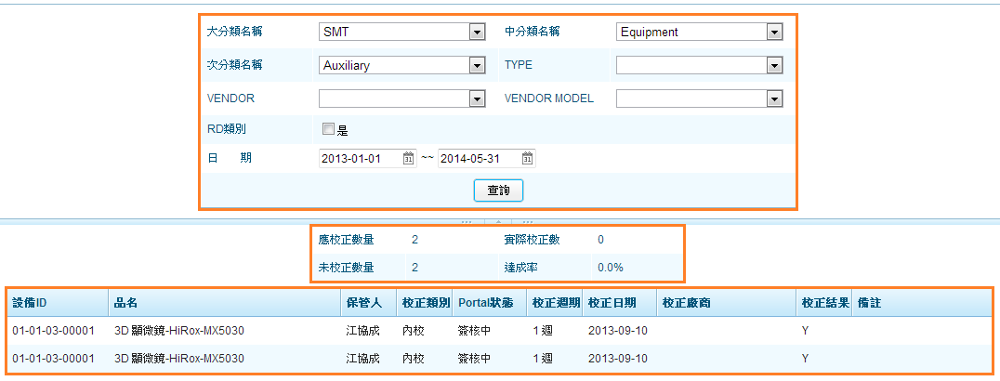 大分類名稱 SMT 中分類名稱 Equipment
次分類名稱 Auxiliary TYPE
VENDOR VENDOR MODEL
RD類別 是
日 期 2013-01-01 ~~ 2014-05-31
查詢
應校正數量 2 實際校正數 0
未校正數量 2 達成率 0.0%
設備ID 品名 保管人 校正類別 Portal狀態 校正週期 校正日期 校正廠商 校正結果 備註
01-01-03-00001 3D 顯微鏡-HiRox-MX5030 江協成 內校 簽核中 1 週 2013-09-10 Y
01-01-03-00001 3D 顯微鏡-HiRox-MX5030 江協成 內校 簽核中 1 週 2013-09-10 Y